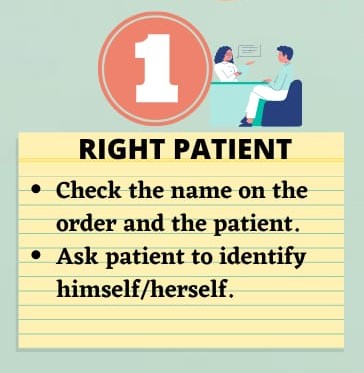 1
RIGHT PATIENT
• Check the name on the
order and the patient.
• Ask patient to identify
himself/herself.